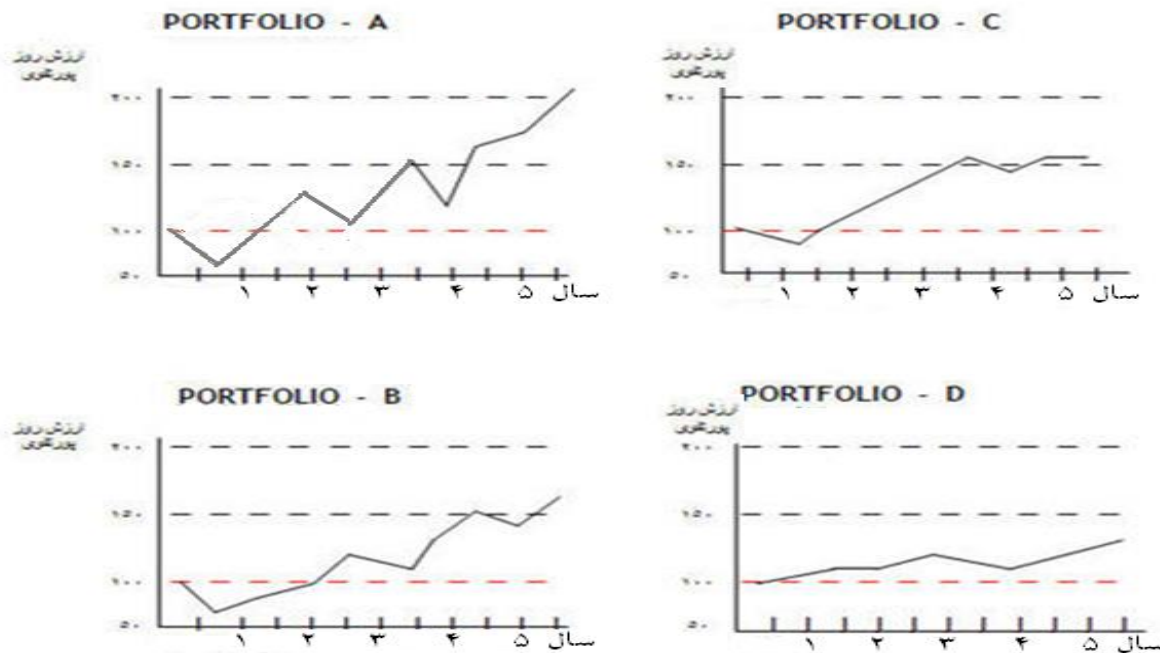 PORTFOLIO - A
ارزش روز
پورتفوی
۲۰۰
۱۵۰
۱۰۰
۵۰
۱ ۲ ۳ ۴ ۵ سال
PORTFOLIO - C
ارزش روز
پورتفوی
۲۰۰
۱۵۰
۱۰۰
۵۰
۱ ۲ ۳ ۴ ۵ سال
PORTFOLIO - B
ارزش روز
پورتفوی
۲۰۰
۱۵۰
۱۰۰
۵۰
۱ ۲ ۳ ۴ ۵ سال
PORTFOLIO - D
ارزش روز
پورتفوی
۲۰۰
۱۵۰
۱۰۰
۵۰
۱ ۲ ۳ ۴ ۵ سال